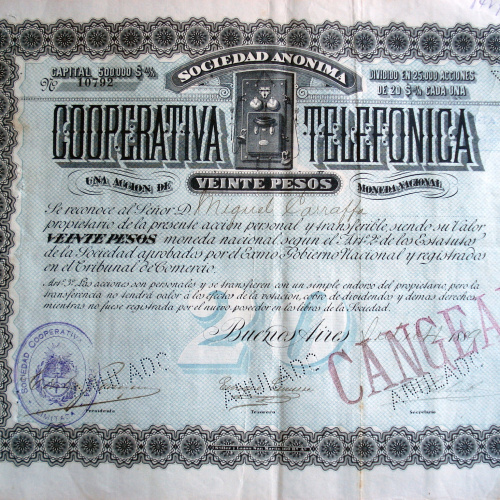 SOCIEDAD ANONIMA
CAPITAL 500000 $ m/n
No 10792
DIVIDIDO EN 25.000 ACCIONES
DE 20 $ m/n CADA UNA
COOPERATIVA TELEFONICA
UNA ACCION DE VEINTE PESOS MONEDA NACIONAL
Se reconoce al Señor D. Miguel
propietario de la presente acción personal y transferible, siendo su valor
VEINTE PESOS moneda nacional según el Artº 2º de los Estatutos
de la Sociedad aprobados por el Exmo Gobierno Nacional y registrados
en el Tribunal de Comercio.
Artº 3º Las acciones son personales y se transfieren con un simple endorso del propietario, pero la
transferencia no tendrá valor á los efectos de la votación, cobro de dividendos y demas derechos,
mientras no fuese registrada por el nuevo poseedor en los libros de la Sociedad.
Buenos Aires
20
CANGEA
SOCIEDAD COOPERATIVA
ANULADO
ANULADO
ANULADO
Presidente
Tesorero
Secretario